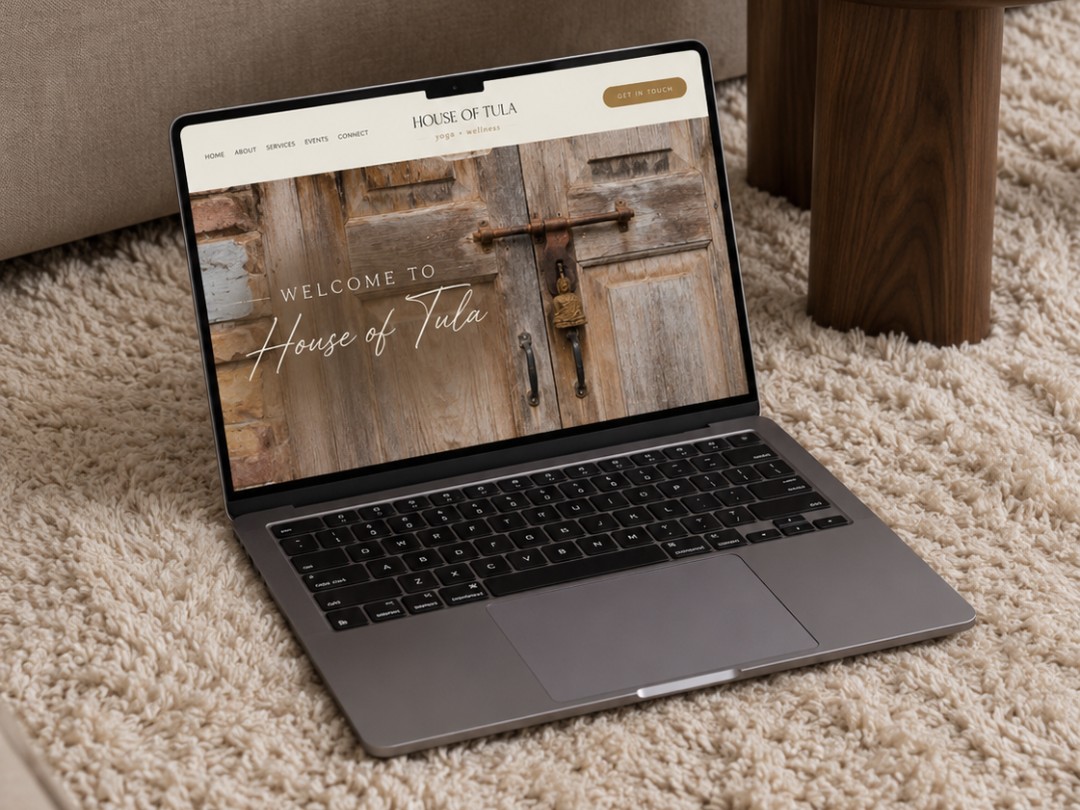 HOME ABOUT SERVICES EVENTS CONNECT
HOUSE OF TULA
yoga + wellness
GET IN TOUCH
WELCOME TO
House of Tula